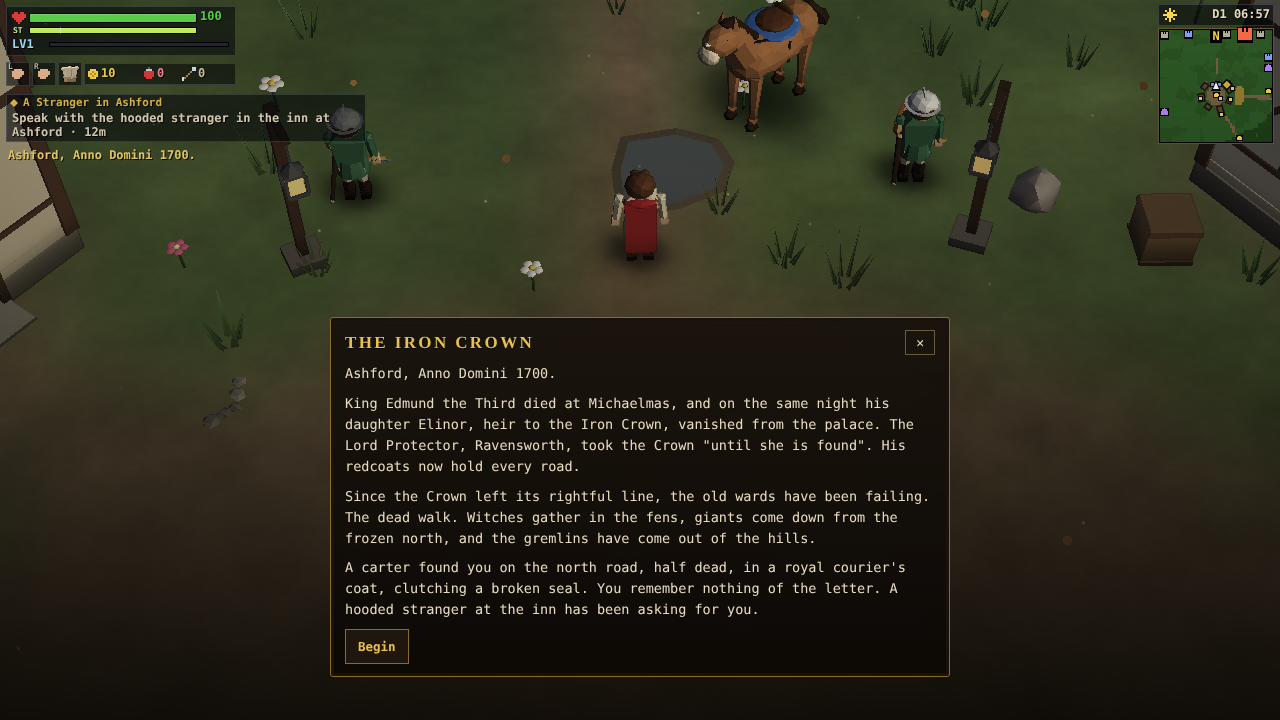 100
ST
LV1
L
R
10
0
0
◆ A Stranger in Ashford
Speak with the hooded stranger in the inn at
Ashford · 12m
Ashford, Anno Domini 1700.
D1 06:57
N
THE IRON CROWN
×
Ashford, Anno Domini 1700.
King Edmund the Third died at Michaelmas, and on the same night his
daughter Elinor, heir to the Iron Crown, vanished from the palace. The
Lord Protector, Ravensworth, took the Crown "until she is found". His
redcoats now hold every road.
Since the Crown left its rightful line, the old wards have been failing.
The dead walk. Witches gather in the fens, giants come down from the
frozen north, and the gremlins have come out of the hills.
A carter found you on the north road, half dead, in a royal courier's
coat, clutching a broken seal. You remember nothing of the letter. A
hooded stranger at the inn has been asking for you.
Begin